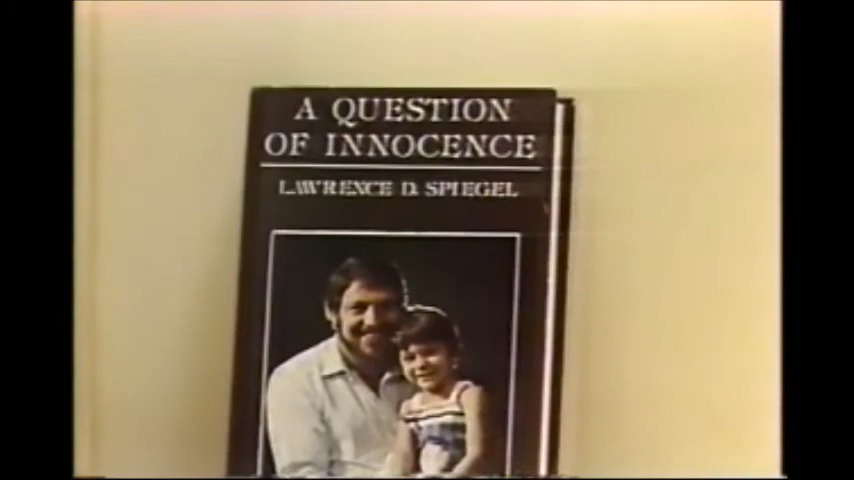 A QUESTION
OF INNOCENCE
LAWRENCE D. SPIEGEL